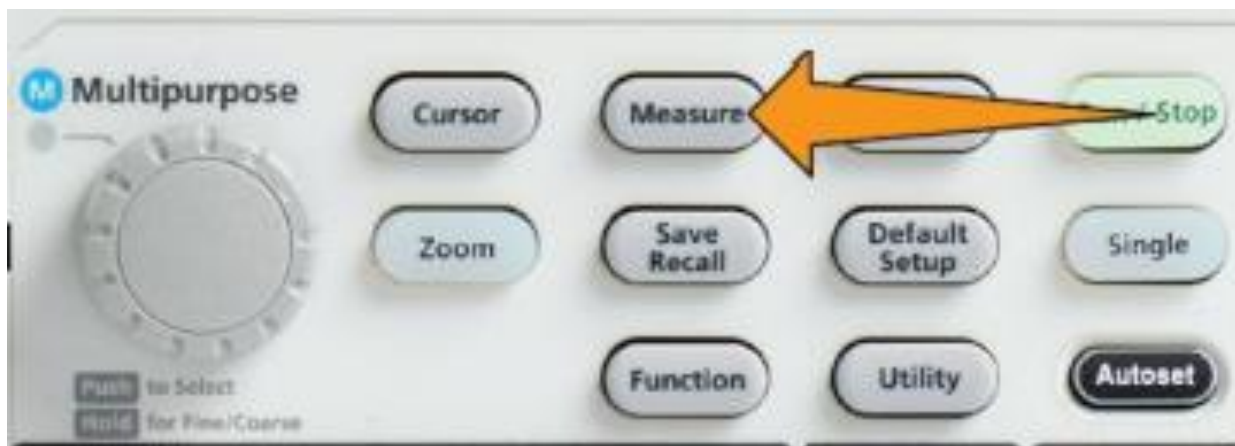 M Multipurpose
Cursor
Measure
Stop
Zoom
Save
Recall
Default
Setup
Single
Push to Select
Hold for Fine/Coarse
Function
Utility
Autoset